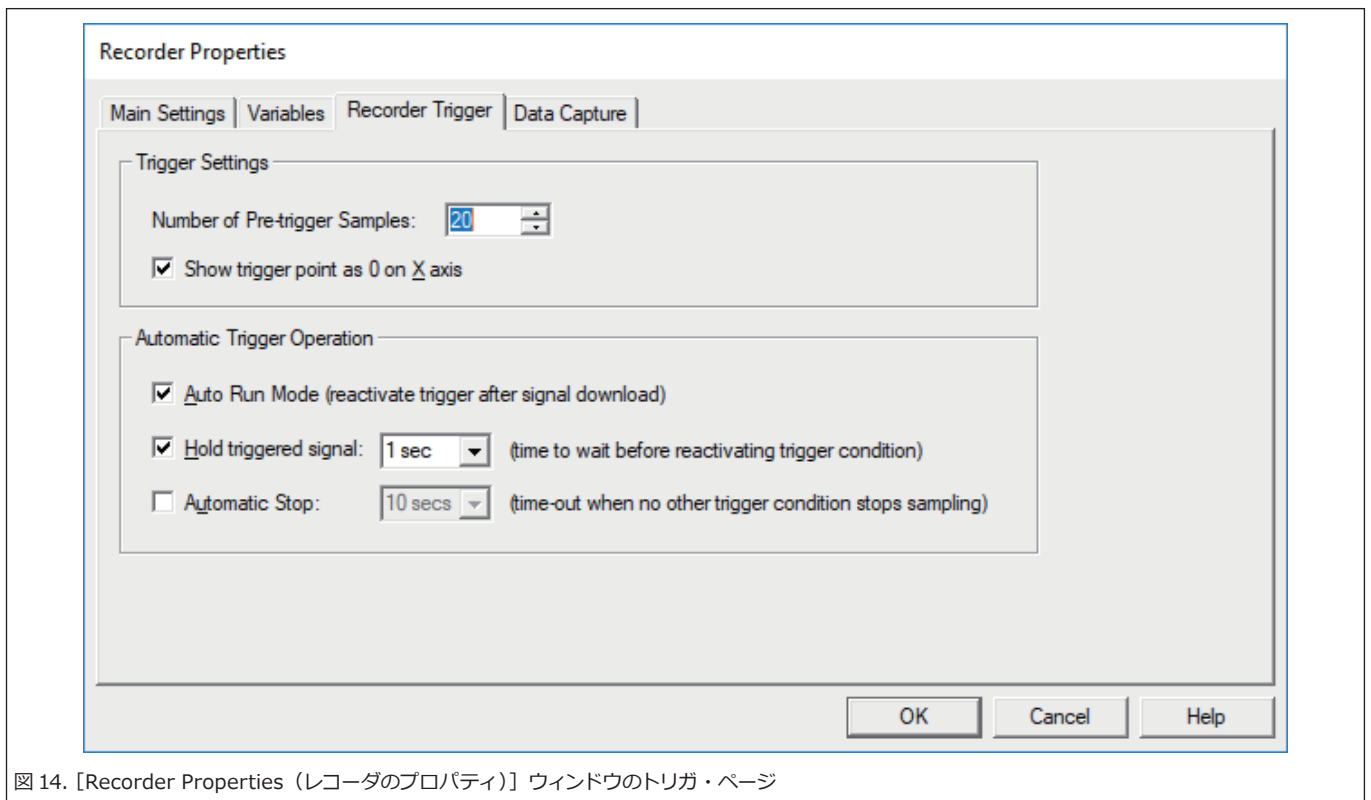 Recorder Properties
Main Settings Variables Recorder Trigger Data Capture
Trigger Settings
Number of Pre-trigger Samples: 20
Show trigger point as 0 on X axis
Automatic Trigger Operation
Auto Run Mode (reactivate trigger after signal download)
Hold triggered signal: 1 sec (time to wait before reactivating trigger condition)
Automatic Stop: 10 secs (time-out when no other trigger condition stops sampling)
OK Cancel Help
図 14. [Recorder Properties（レコーダのプロパティ）] ウィンドウのトリガ・ページ